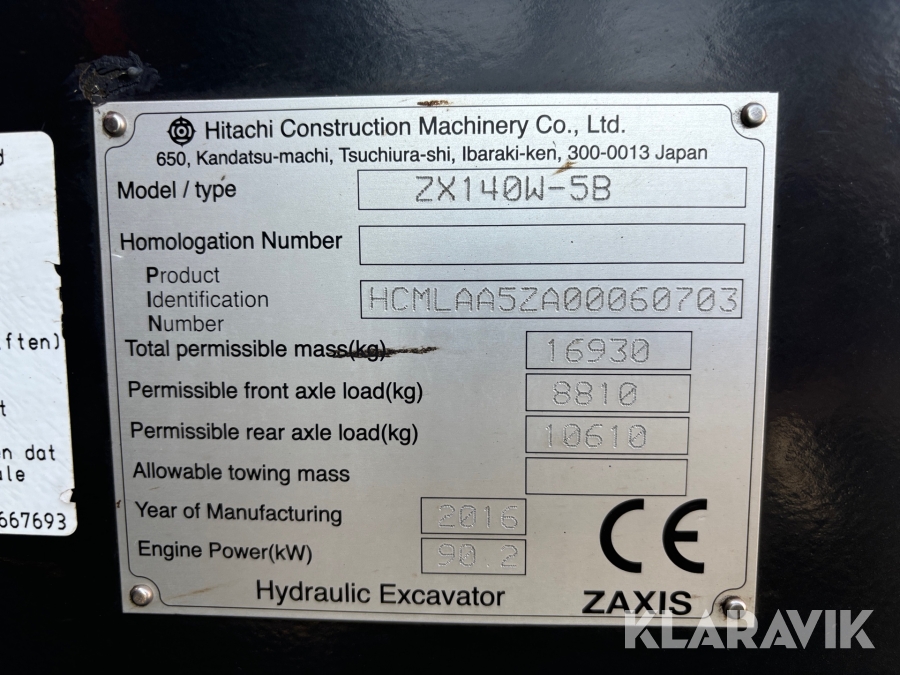 Hitachi Construction Machinery Co., Ltd.
650, Kandatsu-machi, Tsuchiura-shi, Ibaraki-ken, 300-0013 Japan
Model / type ZX140W-5B
Homologation Number
Product
Identification HCMLAA5ZA00060703
Number
Total permissible mass(kg) 16930
Permissible front axle load(kg) 8810
Permissible rear axle load(kg) 10610
Allowable towing mass
Year of Manufacturing 2016
Engine Power(kW) 90.2
CE
Hydraulic Excavator ZAXIS
ften)
n dat
667693
KLARAVIK